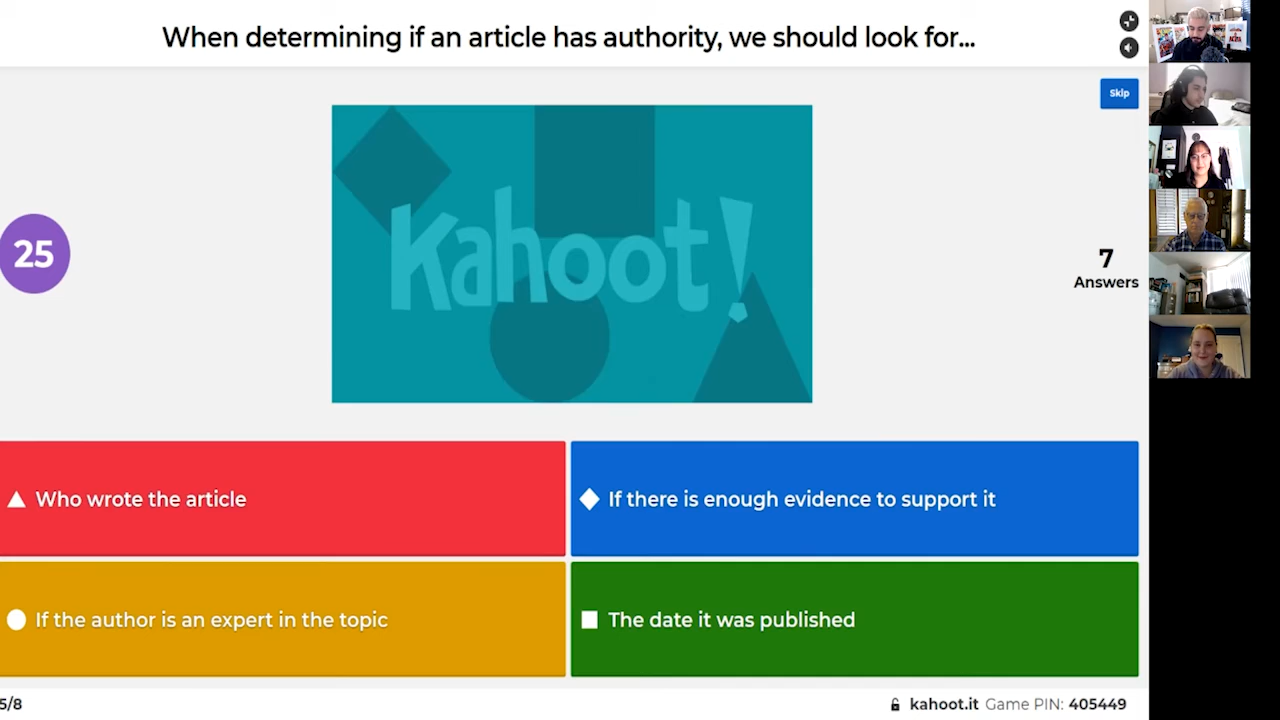 When determining if an article has authority, we should look for...
Skip
Kahoot!
25
7
Answers
Who wrote the article
If there is enough evidence to support it
If the author is an expert in the topic
The date it was published
5/8
kahoot.it Game PIN: 405449